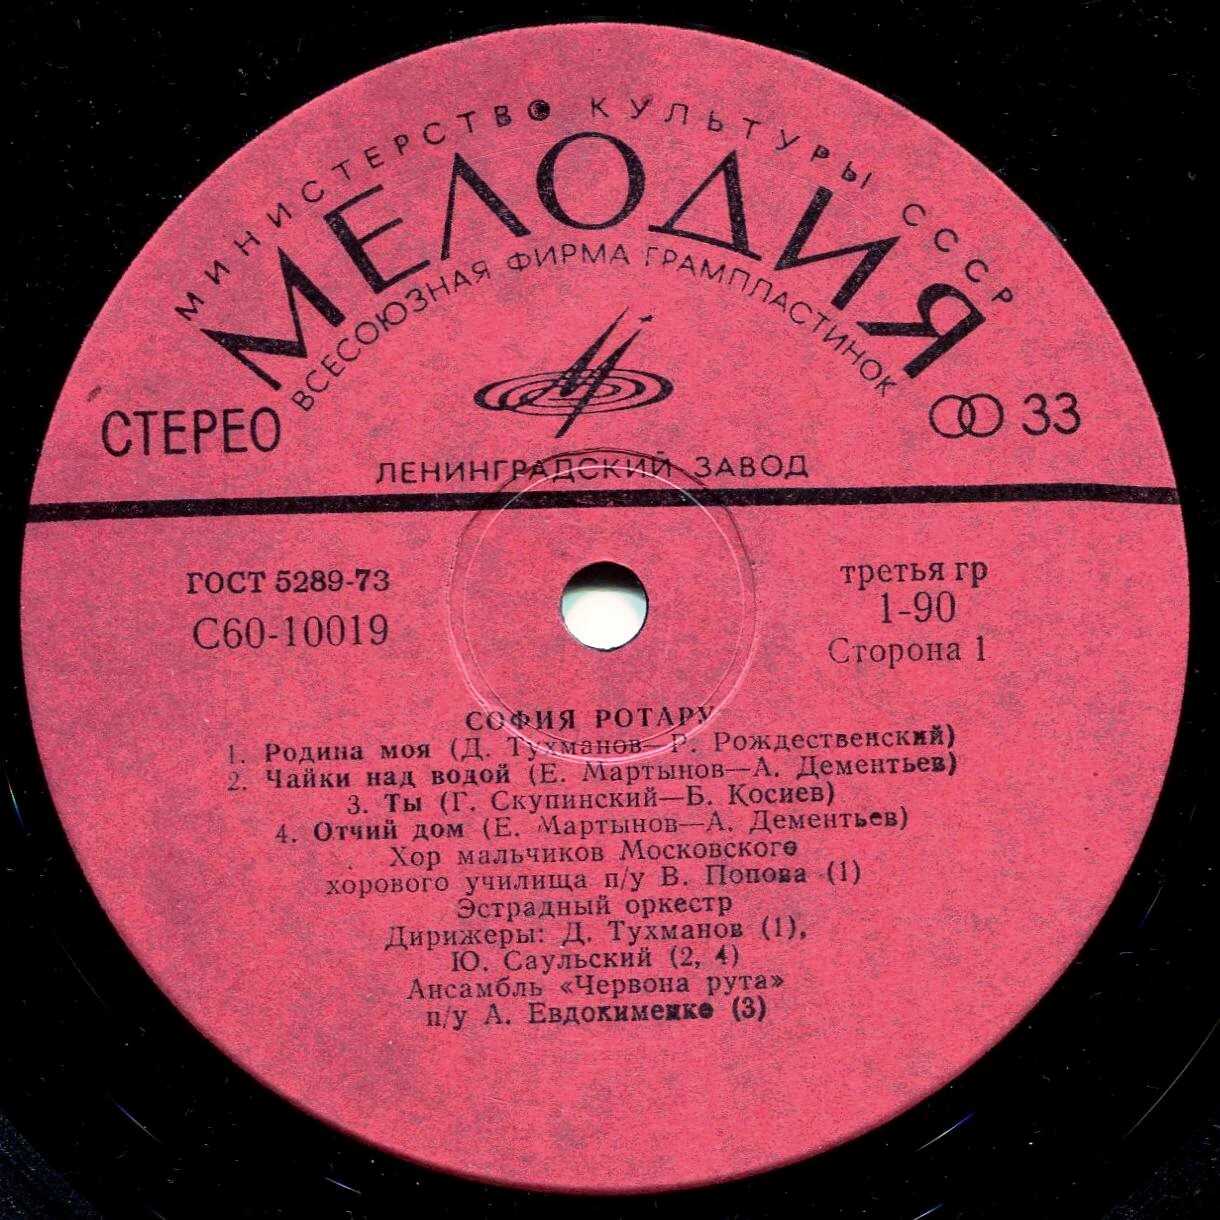 МИНИСТЕРСТВО КУЛЬТУРЫ СССР
МЕЛОДИЯ
ВСЕСОЮЗНАЯ ФИРМА ГРАМПЛАСТИНОК
СТЕРЕО
33
ЛЕНИНГРАДСКИЙ ЗАВОД
ГОСТ 5289-73
С60-10019
третья гр
1-90
Сторона 1
СОФИЯ РОТАРУ
1. Родина моя (Д. Тухманов—Р. Рождественский)
2. Чайки над водой (Е. Мартынов—А. Дементьев)
3. Ты (Г. Скупинский—Б. Косиев)
4. Отчий дом (Е. Мартынов—А. Дементьев)
Хор мальчиков Московского
хорового училища п/у В. Попова (1)
Эстрадный оркестр
Дирижеры: Д. Тухманов (1),
Ю. Саульский (2, 4)
Ансамбль «Червона рута»
п/у А. Евдокименко (3)